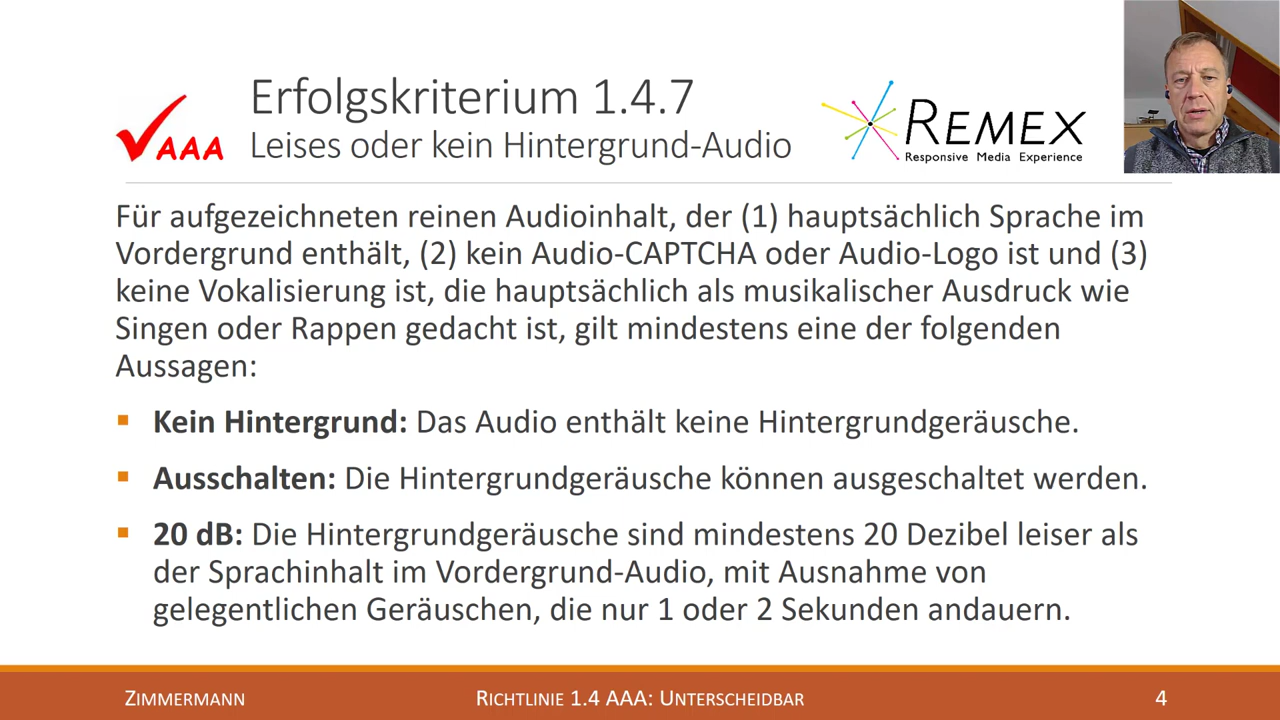 AAA
Erfolgskriterium 1.4.7
Leises oder kein Hintergrund-Audio
REMEX
Responsive Media Experience
Für aufgezeichneten reinen Audioinhalt, der (1) hauptsächlich Sprache im
Vordergrund enthält, (2) kein Audio-CAPTCHA oder Audio-Logo ist und (3)
keine Vokalisierung ist, die hauptsächlich als musikalischer Ausdruck wie
Singen oder Rappen gedacht ist, gilt mindestens eine der folgenden
Aussagen:
▪ Kein Hintergrund: Das Audio enthält keine Hintergrundgeräusche.
▪ Ausschalten: Die Hintergrundgeräusche können ausgeschaltet werden.
▪ 20 dB: Die Hintergrundgeräusche sind mindestens 20 Dezibel leiser als
der Sprachinhalt im Vordergrund-Audio, mit Ausnahme von
gelegentlichen Geräuschen, die nur 1 oder 2 Sekunden andauern.
ZIMMERMANN
RICHTLINIE 1.4 AAA: UNTERSCHEIDBAR
4